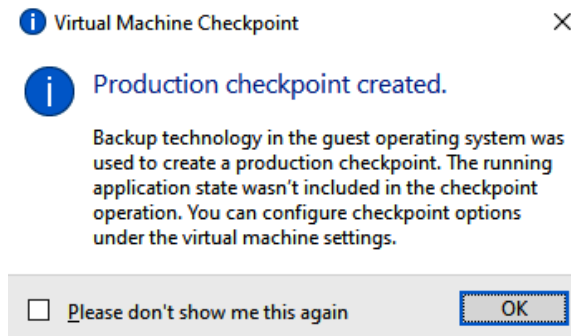 Virtual Machine Checkpoint
Production checkpoint created.
Backup technology in the guest operating system was
used to create a production checkpoint. The running
application state wasn't included in the checkpoint
operation. You can configure checkpoint options
under the virtual machine settings.
Please don't show me this again
OK